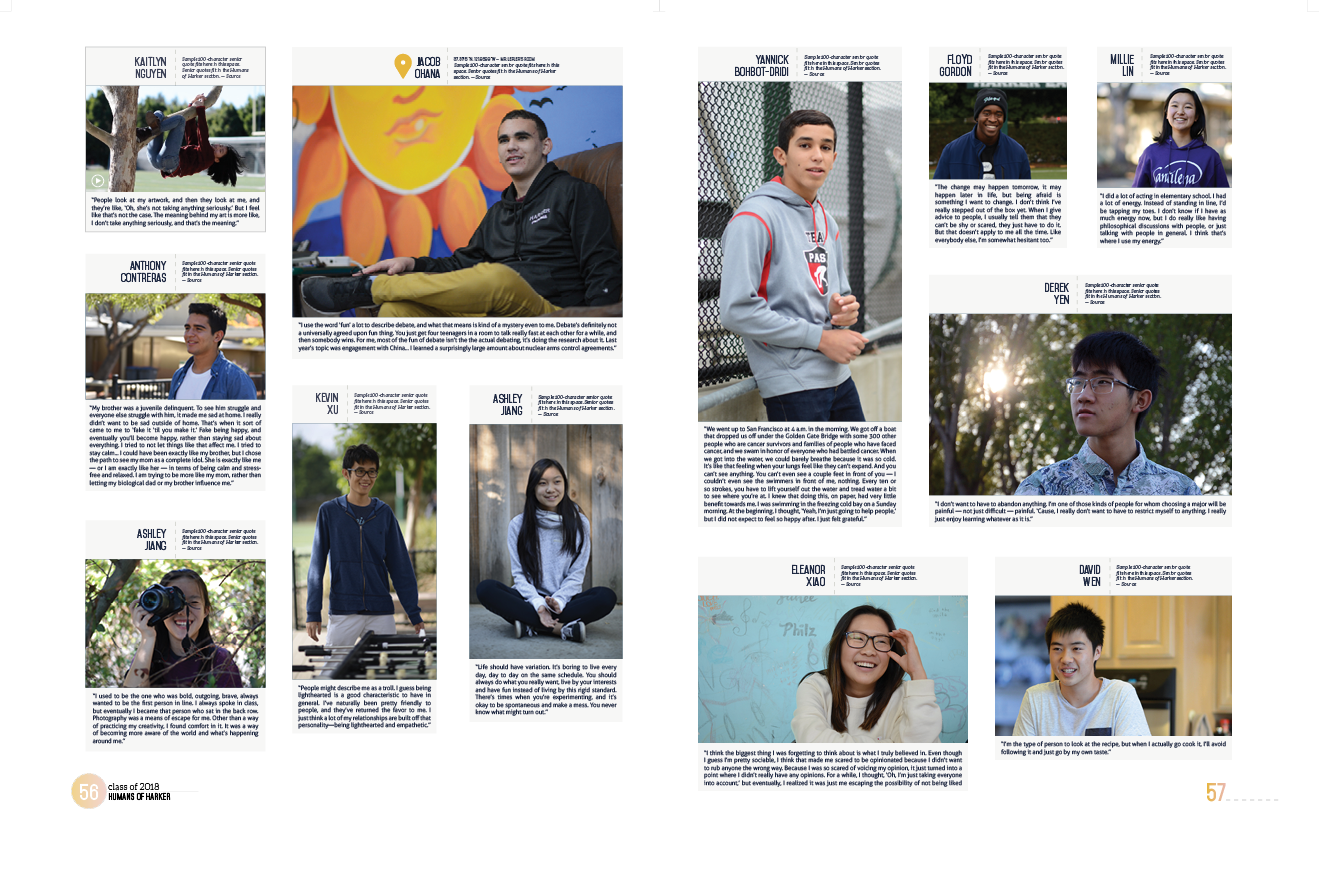 KAITLYN
NGUYEN
Sample 100-character senior
quote fits here in this space.
Senior quotes fit in the Humans
of Harker section. — Source
"People look at my artwork, and then they look at me, and
they're like, 'Oh, she's not taking anything seriously.' But I feel
like that's not the case. The meaning behind my art is more like,
I don't take anything seriously, and that's the meaning."
ANTHONY
CONTRERAS
Sample 100-character senior quote
fits here in this space. Senior quotes
fit in the Humans of Harker section.
— Source
"My brother was a juvenile delinquent. To see him struggle and
everyone else struggle with him, it made me sad at home. I really
didn't want to be sad outside of home. That's when it sort of
came to me to 'fake it 'til you make it.' Fake being happy, and
eventually you'll become happy, rather than staying sad about
everything. I tried to not let things like that affect me. I tried to
stay calm... I could have been exactly like my brother, but I chose
the path to see my mom as a complete idol. She is exactly like me
— or I am exactly like her — in terms of being calm and stress-
free and relaxed. I am trying to be more like my mom, rather than
letting my biological dad or my brother influence me."
ASHLEY
JIANG
Sample 100-character senior quote
fits here in this space. Senior quotes
fit in the Humans of Harker section.
— Source
"I used to be the one who was bold, outgoing, brave, always
wanted to be the first person in line. I always spoke in class,
but eventually I became that person who sat in the back row.
Photography was a means of escape for me. Other than a way
of practicing my creativity, I found comfort in it. It was a way
of becoming more aware of the world and what's happening
around me."
JACOB
OHANA
Sample 100-character senior quote fits here in this
space. Senior quotes fit in the Humans of Harker
section. — Source
HARKER
"I use the word 'fun' a lot to describe debate, and what that means is kind of a mystery even to me. Debate's definitely not
a universally agreed upon fun thing. You just get four teenagers in a room to talk really fast at each other for a while, and
then somebody wins. For me, most of the fun of debate isn't the the actual debating, it's doing the research about it. Last
year's topic was engagement with China... I learned a surprisingly large amount about nuclear arms control agreements."
KEVIN
XU
Sample 100-character senior quote
fits here in this space. Senior quotes
fit in the Humans of Harker section.
— Source
"People might describe me as a troll. I guess being
lighthearted is a good characteristic to have in
general. I've naturally been pretty friendly to
people, and they've returned the favor to me. I
just think a lot of my relationships are built off that
personality—being lighthearted and empathetic."
ASHLEY
JIANG
Sample 100-character senior quote
fits here in this space. Senior quotes
fit in the Humans of Harker section.
— Source
"Life should have variation. It's boring to live every
day, day to day on the same schedule. You should
always do what you really want, live by your interests
and have fun instead of living by this rigid standard.
There's times when you're experimenting, and it's
okay to be spontaneous and make a mess. You never
know what might turn out."
56
class of 2018
HUMANS OF HARKER
YANNICK
BOHBOT-DRIDI
Sample 100-character senior quote
fits here in this space. Senior quotes
fit in the Humans of Harker section.
— Source
"We went up to San Francisco at 4 a.m. in the morning. We got off a boat
that dropped us off under the Golden Gate Bridge with some 300 other
people who are cancer survivors and families of people who have faced
cancer, and we swam in honor of everyone who had battled cancer. When
we got into the water, we could barely breathe because it was so cold.
It's like that feeling when your lungs feel like they can't expand. And you
can't see anything. You can't even see a couple feet in front of you — I
couldn't even see the swimmers in front of me, nothing. Every ten or
so strokes, you have to lift yourself out the water and tread water a bit
to see where you're at. I knew that doing this, on paper, had very little
benefit towards me. I was swimming in the freezing cold bay on a Sunday
morning. At the beginning, I thought, 'Yeah, I'm just going to help people,'
but I did not expect to feel so happy after. I just felt grateful."
FLOYD
GORDON
Sample 100-character senior quote
fits here in this space. Senior quotes
fit in the Humans of Harker section.
— Source
"The change may happen tomorrow, it may
happen later in life, but being afraid is
something I want to change. I don't think I've
really stepped out of the box yet. When I give
advice to people, I usually tell them that they
can't be shy or scared, they just have to do it.
But that doesn't apply to me all the time. Like
everybody else, I'm somewhat hesitant too."
MILLIE
LIN
Sample 100-character senior quote
fits here in this space. Senior quotes
fit in the Humans of Harker section.
— Source
"I did a lot of acting in elementary school. I had
a lot of energy. Instead of standing in line, I'd
be tapping my toes. I don't know if I have as
much energy now, but I do really like having
philosophical discussions with people, or just
talking with people in general. I think that's
where I use my energy."
DEREK
YEN
Sample 100-character senior quote
fits here in this space. Senior quotes
fit in the Humans of Harker section.
— Source
"I don't want to have to abandon anything. I'm one of those kinds of people for whom choosing a major will be
painful — not just difficult — painful. 'Cause, I really don't want to have to restrict myself to anything. I really
just enjoy learning whatever as it is."
ELEANOR
XIAO
Sample 100-character senior quote
fits here in this space. Senior quotes
fit in the Humans of Harker section.
— Source
Philz
"I think the biggest thing I was forgetting to think about is what I truly believed in. Even though
I guess I'm pretty sociable, I think that made me scared to be opinionated because I didn't want
to rub anyone the wrong way. Because I was so scared of voicing my opinion, it just turned into a
point where I didn't really have any opinions. For a while, I thought, 'Oh, I'm just taking everyone
into account,' but eventually, I realized it was just me escaping the possibility of not being liked
DAVID
WEN
Sample 100-character senior quote
fits here in this space. Senior quotes
fit in the Humans of Harker section.
— Source
"I'm the type of person to look at the recipe, but when I actually go cook it, I'll avoid
following it and just go by my own taste."
57